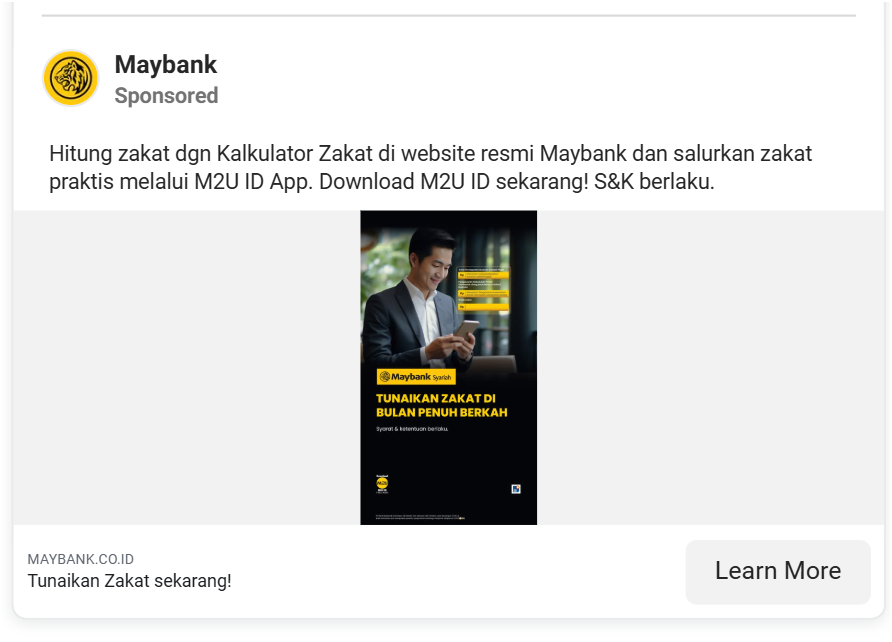 Maybank
Sponsored
Hitung zakat dgn Kalkulator Zakat di website resmi Maybank dan salurkan zakat
praktis melalui M2U ID App. Download M2U ID sekarang! S&K berlaku.
Maybank Syariah
TUNAIKAN ZAKAT DI
BULAN PENUH BERKAH
Syarat & ketentuan berlaku.
M2U
MAYBANK.CO.ID
Tunaikan Zakat sekarang!
Learn More